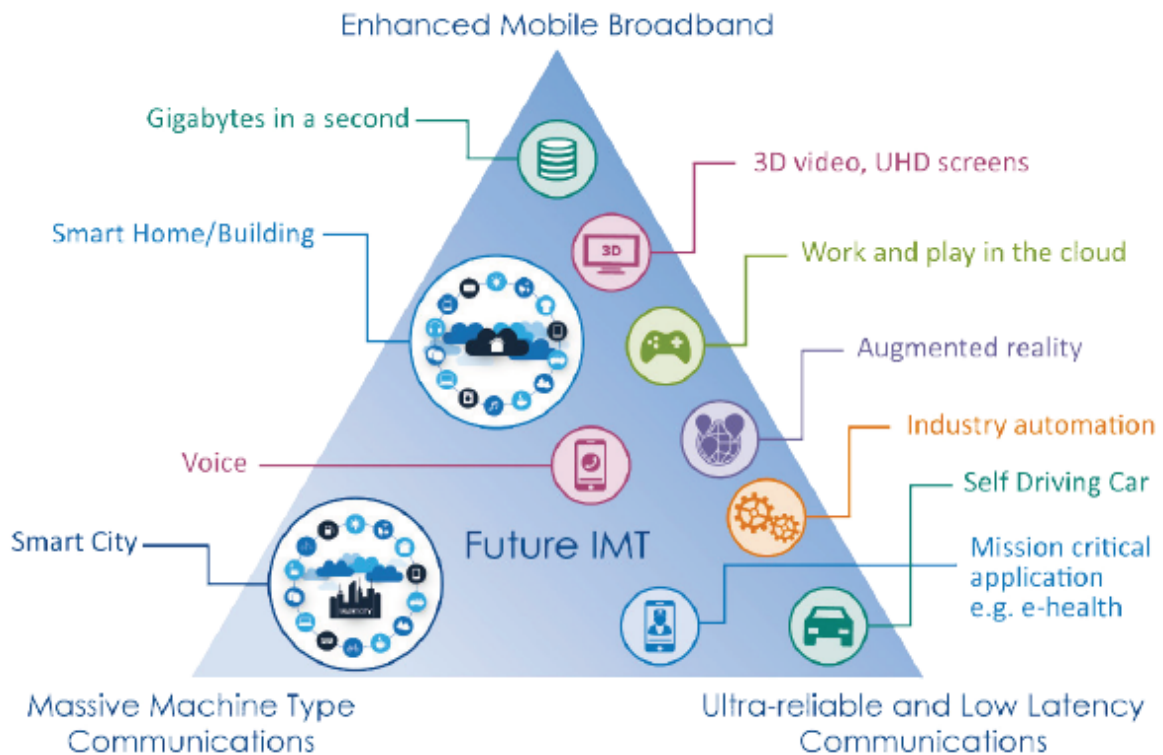 Enhanced Mobile Broadband
Gigabytes in a second
3D video, UHD screens
Smart Home/Building
3D
Work and play in the cloud
Augmented reality
Industry automation
Voice
Self Driving Car
Smart City
Future IMT
Mission critical
application
e.g. e-health
Massive Machine Type
Communications
Ultra-reliable and Low Latency
Communications